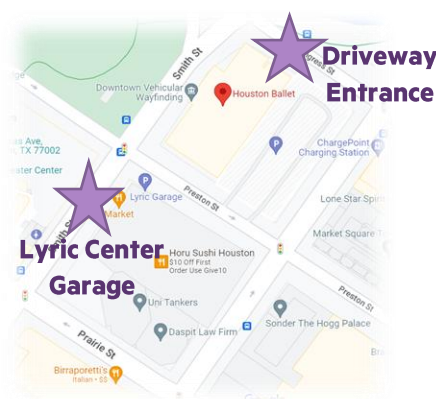 Smith St
Driveway
Entrance
Downtown Vehicular
Wayfinding
Houston Ballet
ChargePoint
Charging Station
TX 77002
Lyric Garage
Preston St
Market
Lone Star
Market Square
Lyric Center
Garage
Horu Sushi Houston
$10 Off First
Order Use Give10
Uni Tankers
Preston St
Sonder The Hogg Palace
Daspit Law Firm
Prairie St
Birraporetti's
Italian • $$